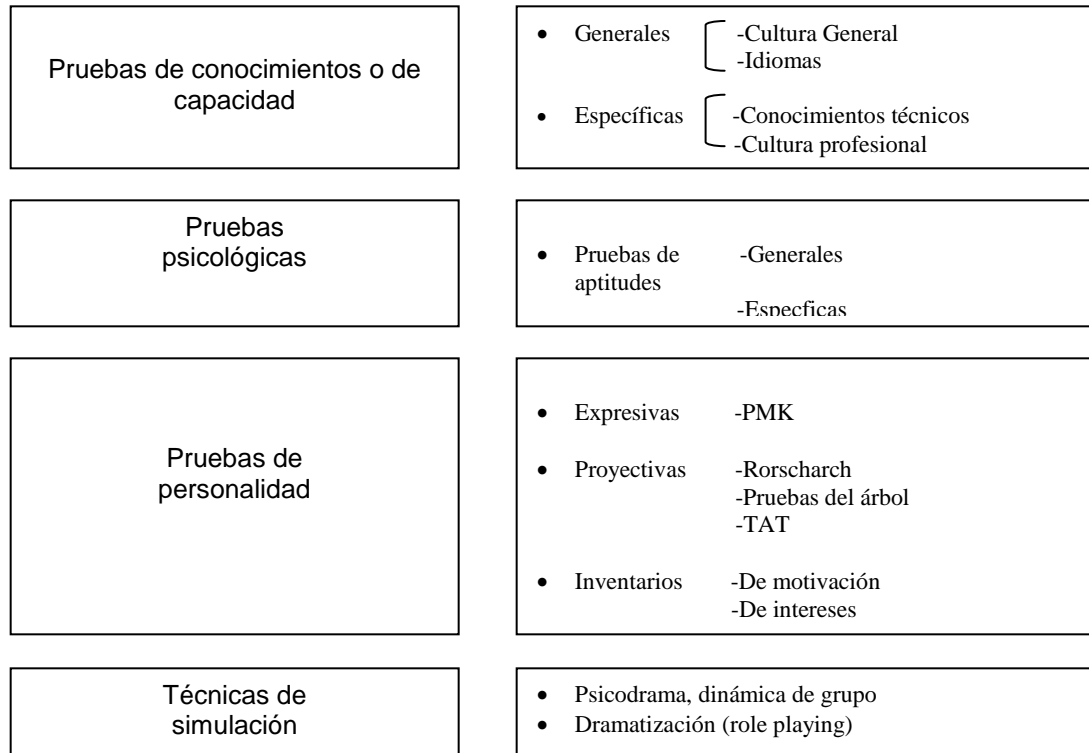 Pruebas de conocimientos o de
capacidad
• Generales -Cultura General
-Idiomas
• Específicas -Conocimientos técnicos
-Cultura profesional
Pruebas
psicológicas
• Pruebas de -Generales
aptitudes
-Especficas
Pruebas de
personalidad
• Expresivas -PMK
• Proyectivas -Rorscharch
-Pruebas del árbol
-TAT
• Inventarios -De motivación
-De intereses
Técnicas de
simulación
• Psicodrama, dinámica de grupo
• Dramatización (role playing)